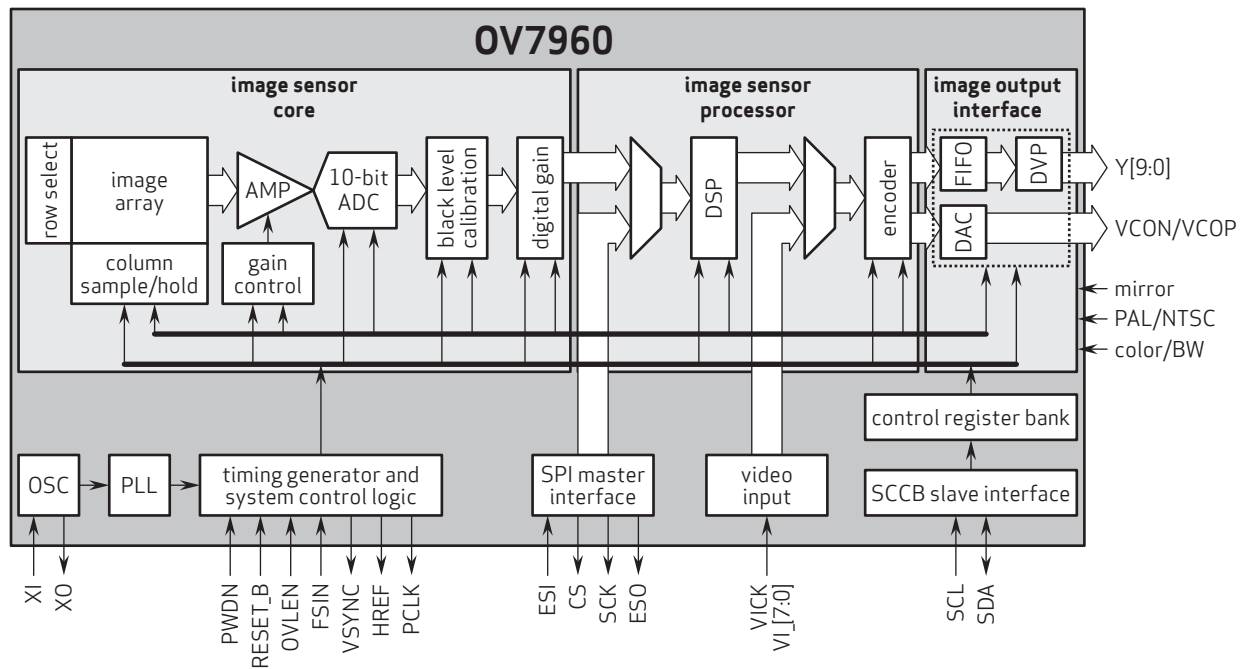 OV7960
image sensor
core
image sensor
processor
image output
interface
row select
image
array
column
sample/hold
AMP
gain
control
10-bit
ADC
black level
calibration
digital gain
DSP
encoder
FIFO
DVP
DAC
Y[9:0]
VCON/VCOP
mirror
PAL/NTSC
color/BW
control register bank
OSC
PLL
timing generator and
system control logic
SPI master
interface
video
input
SCCB slave interface
XI
XO
PWDN
RESET_B
OVLEN
FSIN
VSYNC
HREF
PCLK
ESI
CS
SCK
ESO
VICK
VI_[7:0]
SCL
SDA